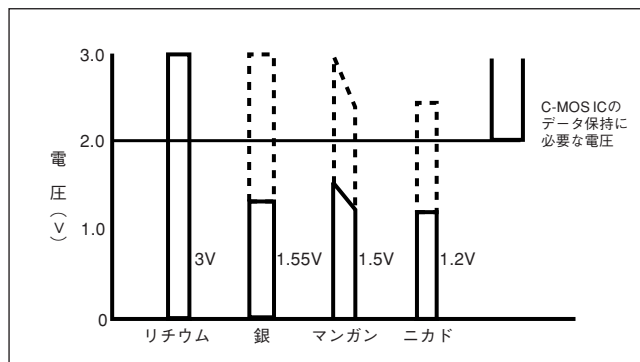 3.0
2.0
1.0
0
電圧(V)
3V
1.55V
1.5V
1.2V
リチウム
銀
マンガン
ニカド
C-MOS ICの
データ保持に
必要な電圧